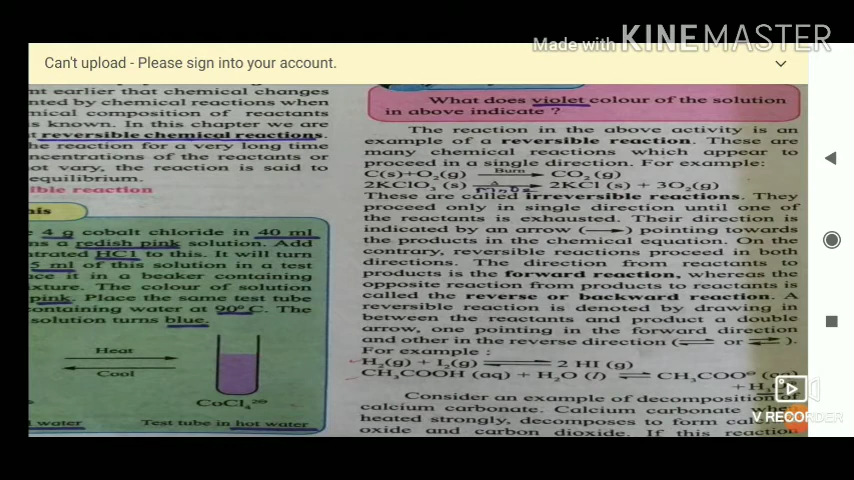 Made with KINEMASTER
Can't upload - Please sign into your account.
nt earlier that chemical changes
nted by chemical reactions when
mical composition of reactants
s known. In this chapter we are
t reversible chemical reactions.
he reaction for a very long time
ncentrations of the reactants or
ot vary, the reaction is said to
equilibrium.
ible reaction
his
e 4 g cobalt chloride in 40 ml
ns a redish pink solution. Add
ntrated HCl to this. It will turn
5 ml of this solution in a test
ace it in a beaker containing
ixture. The colour of solution
pink. Place the same test tube
containing water at 90° C. The
solution turns blue.
Heat
Cool
CoCl₄²⊖
l water
Test tube in hot water
What does violet colour of the solution
in above indicate ?
The reaction in the above activity is an
example of a reversible reaction. These are
many chemical reactions which appear to
proceed in a single direction. For example:
C(s)+O₂(g) —Burn→ CO₂(g)
2KClO₃ (s) —Δ→ 2KCl (s) + 3O₂(g)
These are called irreversible reactions. They
proceed only in single direction until one of
the reactants is exhausted. Their direction is
indicated by an arrow (→) pointing towards
the products in the chemical equation. On the
contrary, reversible reactions proceed in both
directions. The direction from reactants to
products is the forward reaction, whereas the
opposite reaction from products to reactants is
called the reverse or backward reaction. A
reversible reaction is denoted by drawing in
between the reactants and product a double
arrow, one pointing in the forward direction
and other in the reverse direction (⇌ or ⇌).
For example :
H₂(g) + I₂(g) ⇌ 2 HI (g)
CH₃COOH (aq) + H₂O (l) ⇌ CH₃COO⊖ (aq)
Consider an example of decomposition of
calcium carbonate. Calcium carbonate when
heated strongly, decomposes to form
oxide and carbon dioxide. If this reaction
V RECORDER